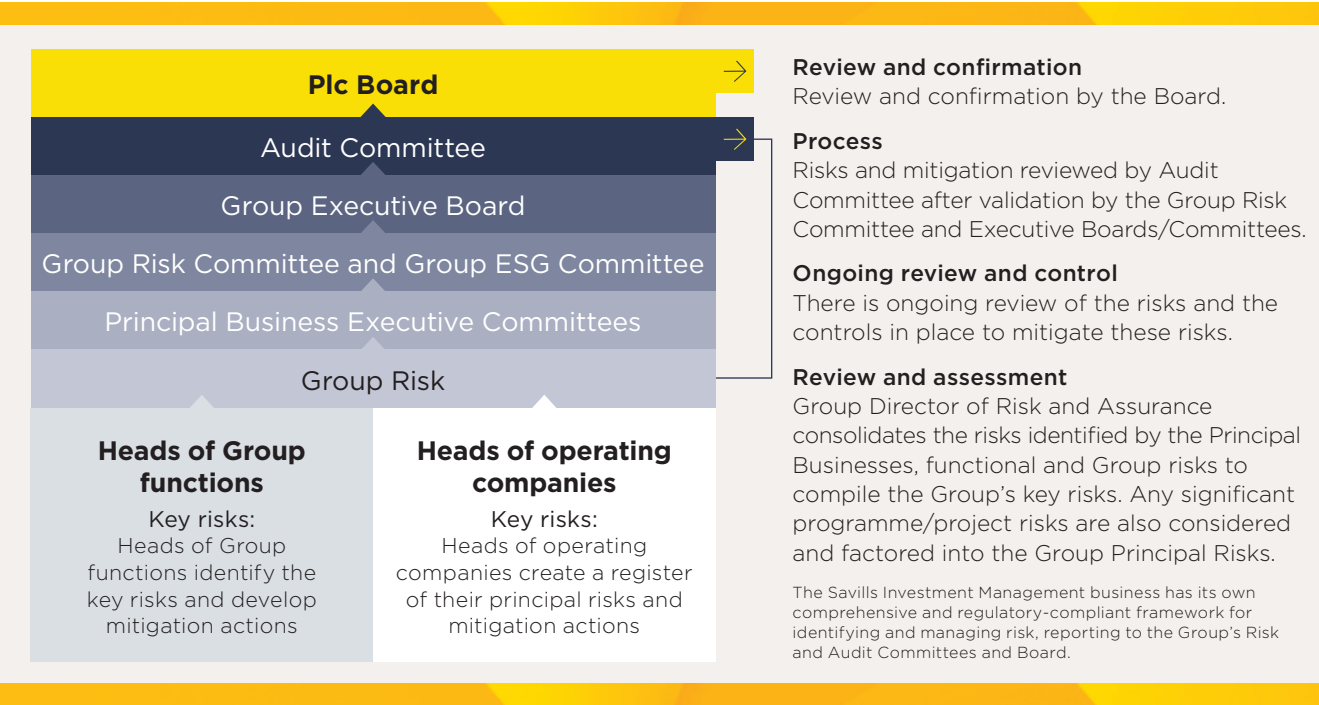 Plc Board
Audit Committee
Group Executive Board
Group Risk Committee and Group ESG Committee
Principal Business Executive Committees
Group Risk
Heads of Group
functions
Key risks:
Heads of Group
functions identify the
key risks and develop
mitigation actions
Heads of operating
companies
Key risks:
Heads of operating
companies create a register
of their principal risks and
mitigation actions
Review and confirmation
Review and confirmation by the Board.
Process
Risks and mitigation reviewed by Audit
Committee after validation by the Group Risk
Committee and Executive Boards/Committees.
Ongoing review and control
There is ongoing review of the risks and the
controls in place to mitigate these risks.
Review and assessment
Group Director of Risk and Assurance
consolidates the risks identified by the Principal
Businesses, functional and Group risks to
compile the Group’s key risks. Any significant
programme/project risks are also considered
and factored into the Group Principal Risks.
The Savills Investment Management business has its own
comprehensive and regulatory-compliant framework for
identifying and managing risk, reporting to the Group’s Risk
and Audit Committees and Board.